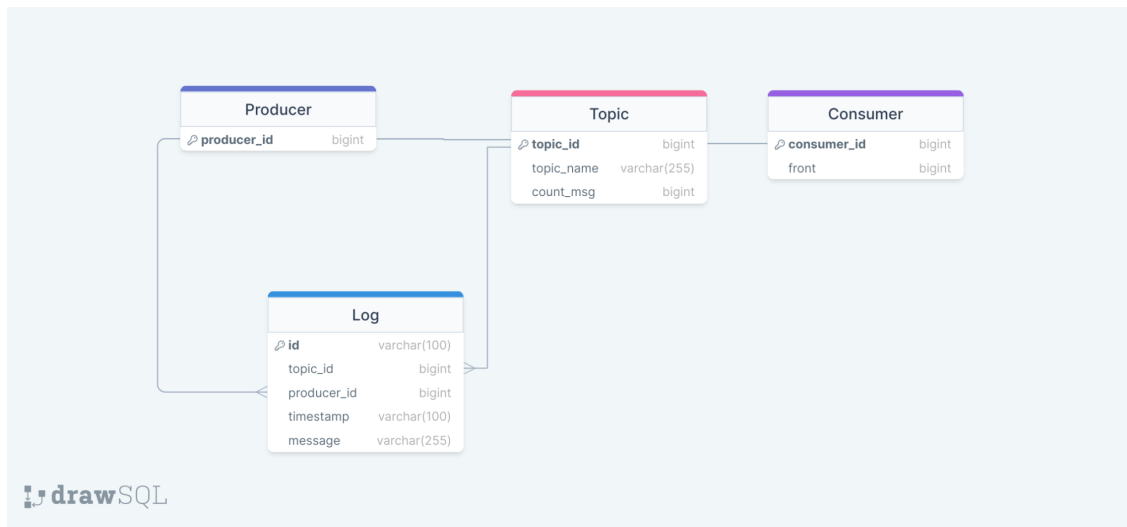 Producer
producer_id bigint
Topic
topic_id bigint
topic_name varchar(255)
count_msg bigint
Consumer
consumer_id bigint
front bigint
Log
id varchar(100)
topic_id bigint
producer_id bigint
timestamp varchar(100)
message varchar(255)
drawSQL